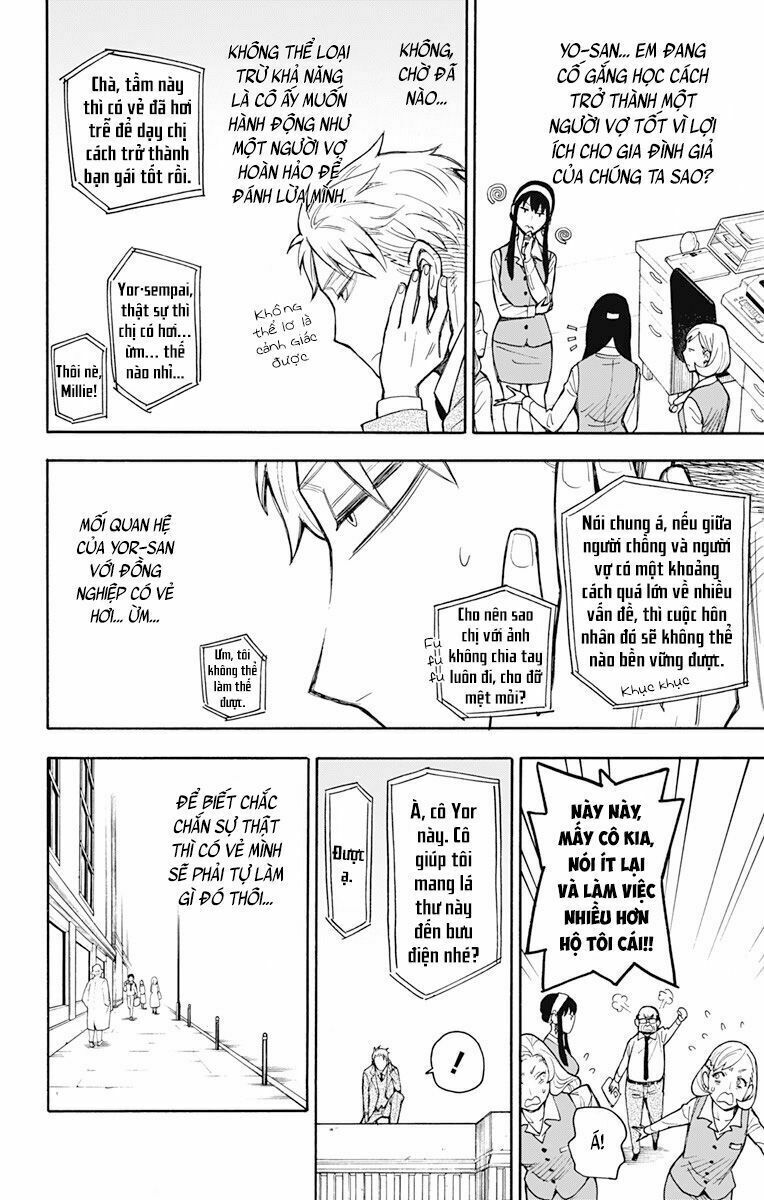 YO-SAN... EM ĐANG
CỐ GẮNG HỌC CÁCH
TRỞ THÀNH MỘT
NGƯỜI VỢ TỐT VÌ LỢI
ÍCH CHO GIA ĐÌNH GIẢ
CỦA CHÚNG TA SAO?
KHÔNG,
CHỜ ĐÃ
NÀO...
KHÔNG THỂ LOẠI
TRỪ KHẢ NĂNG
LÀ CÔ ẤY MUỐN
HÀNH ĐỘNG NHƯ
MỘT NGƯỜI VỢ
HOÀN HẢO ĐỂ
ĐÁNH LỪA MÌNH.
Không
thể lơ là
cảnh giác
được
Chà, tầm này
thì có vẻ đã hơi
trễ để dạy chị
cách trở thành
bạn gái tốt rồi.
Yor-sempai,
thật sự thì
chị có hơi...
ừm... thế
nào nhỉ...
Thôi nè,
Millie!
Nói chung á, nếu giữa
người chồng và người
vợ có một khoảng
cách quá lớn về nhiều
vấn đề, thì cuộc hôn
nhân đó sẽ không thể
nào bền vững được.
Khục khục
Cho nên sao
chị với ảnh
không chia tay
luôn đi, cho đỡ
mệt mỏi?
Fu
fu
fu
Ưm, tôi
không thể
làm thế
được.
MỐI QUAN HỆ
CỦA YOR-SAN
VỚI ĐỒNG
NGHIỆP CÓ VẺ
HƠI... ỪM...
NÀY NÀY,
MẤY CÔ KIA,
NÓI ÍT LẠI
VÀ LÀM VIỆC
NHIỀU HƠN
HỘ TÔI CÁI!!
Á!
À, cô Yor
này. Cô
giúp tôi
mang lá
thư này
đến bưu
điện nhé?
Được
ạ.
!
ĐỂ BIẾT CHẮC
CHẮN SỰ THẬT
THÌ CÓ VẺ MÌNH
SẼ PHẢI TỰ LÀM
GÌ ĐÓ THÔI...